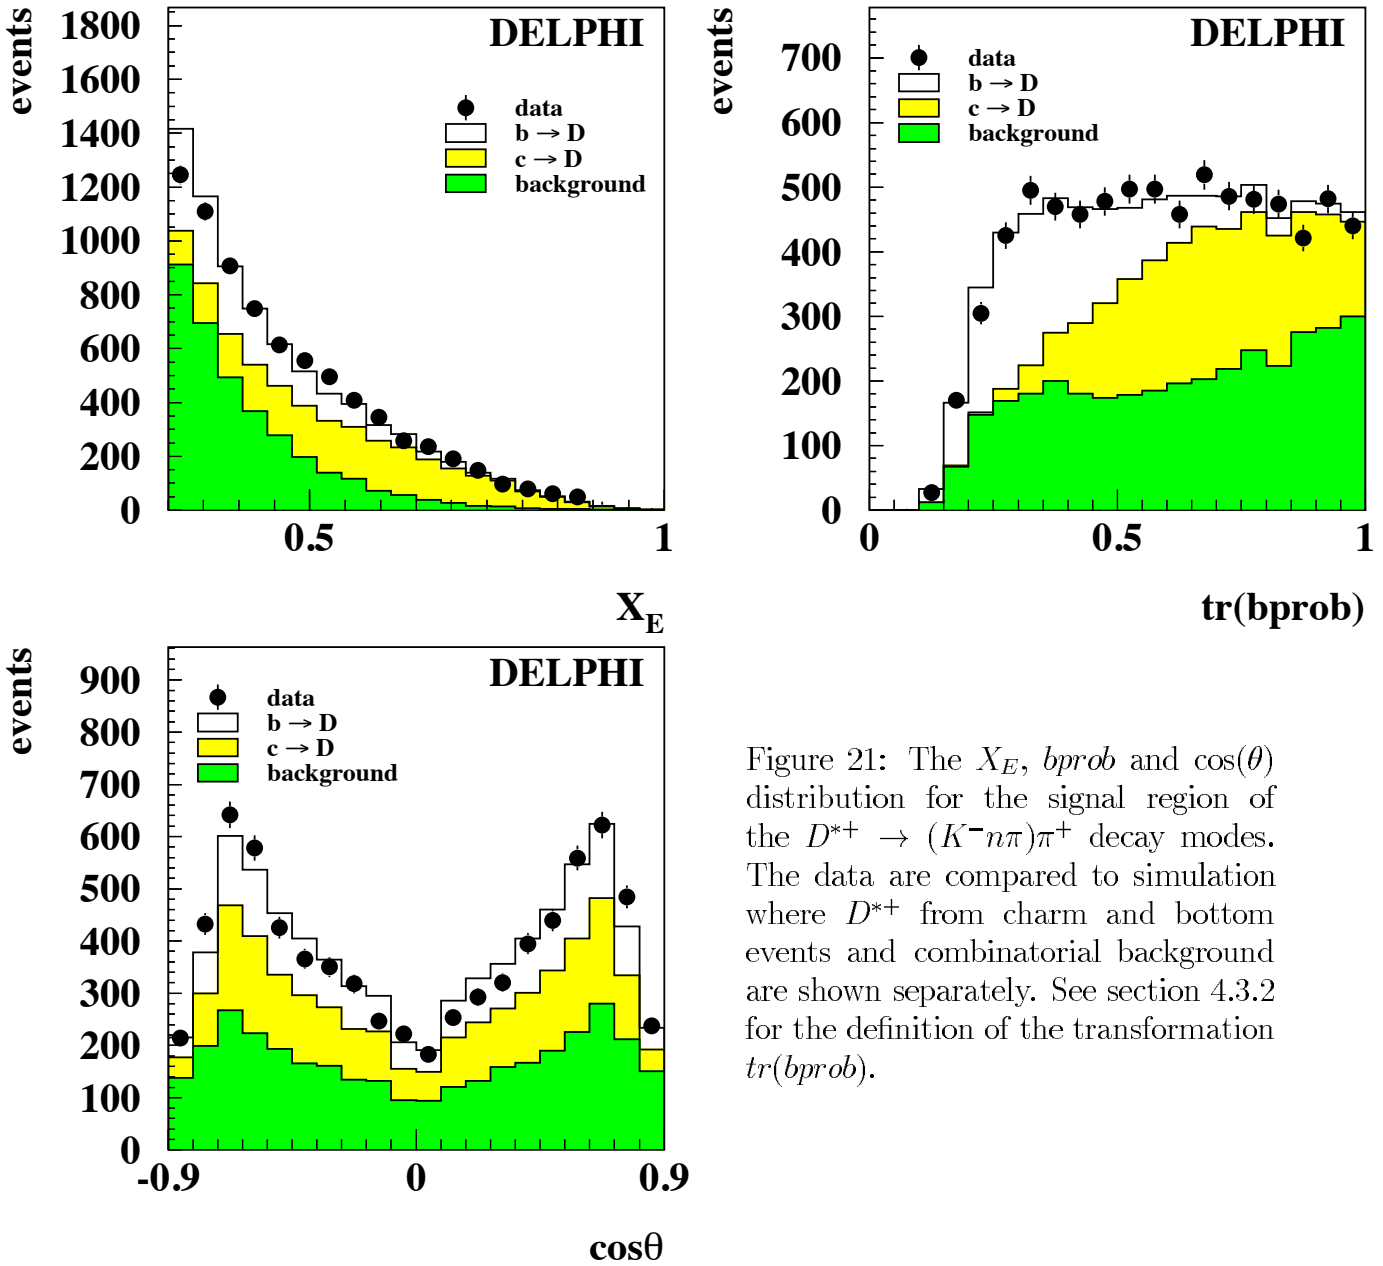 events
1800
1600
1400
1200
1000
800
600
400
200
0
0.5
1
X_E
DELPHI
data
b → D
c → D
background
events
700
600
500
400
300
200
100
0
0
0.5
1
tr(bprob)
DELPHI
data
b → D
c → D
background
events
900
800
700
600
500
400
300
200
100
0
-0.9
0
0.9
cosθ
DELPHI
data
b → D
c → D
background
Figure 21: The X_E, bprob and cos(θ)
distribution for the signal region of
the D*+ → (K−nπ)π+ decay modes.
The data are compared to simulation
where D*+ from charm and bottom
events and combinatorial background
are shown separately. See section 4.3.2
for the definition of the transformation
tr(bprob).